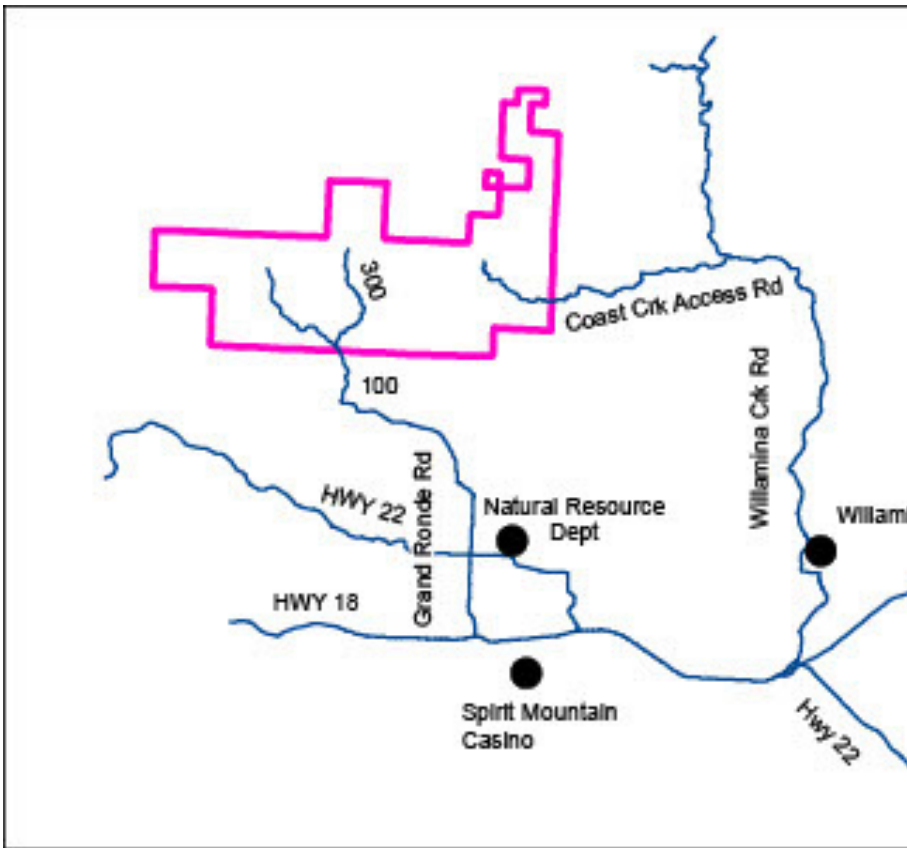 300
Coast Crk Access Rd
100
Willamina Crk Rd
Grand Ronde Rd
HWY 22
Natural Resource
Dept
Willami
HWY 18
Spirit Mountain
Casino
Hwy 22